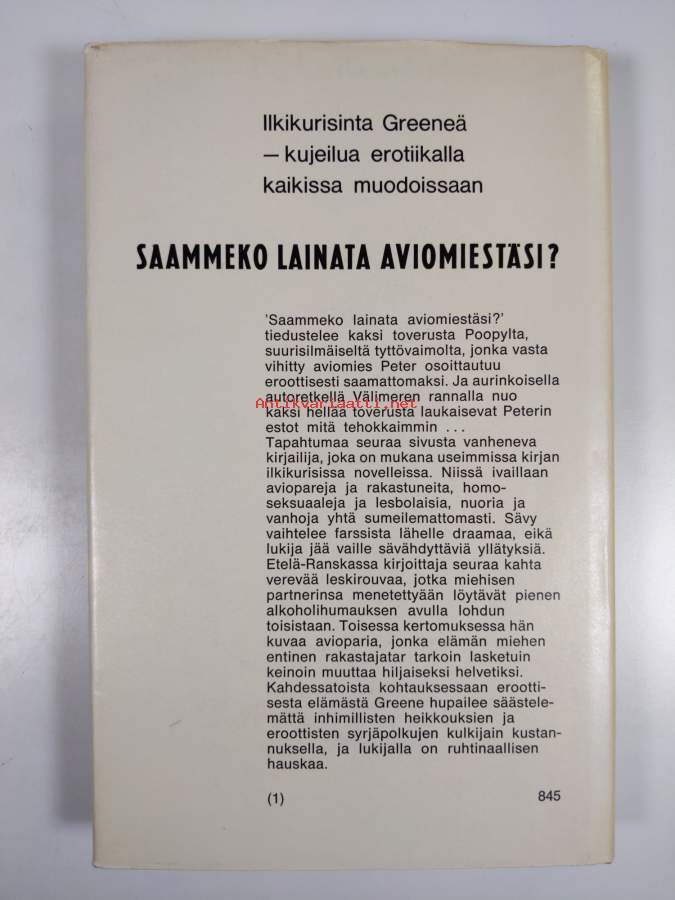 Ilkikurisinta Greeneä
— kujeilua erotiikalla
kaikissa muodoissaan
SAAMMEKO LAINATA AVIOMIESTÄSI?
'Saammeko lainata aviomiestäsi?'
tiedustelee kaksi toverusta Poopylta,
suurisilmäiseltä tyttövaimolta, jonka vasta
vihitty aviomies Peter osoittautuu
eroottisesti saamattomaksi. Ja aurinkoisella
autoretkellä Välimeren rannalla nuo
Antikvariaatti.net
kaksi hellää toverusta laukaisevat Peterin
estot mitä tehokkaimmin ...
Tapahtumaa seuraa sivusta vanheneva
kirjailija, joka on mukana useimmissa kirjan
ilkikurisissa novelleissa. Niissä ivaillaan
aviopareja ja rakastuneita, homo-
seksuaaleja ja lesbolaisia, nuoria ja
vanhoja yhtä sumeilemattomasti. Sävy
vaihtelee farssista lähelle draamaa, eikä
lukija jää vaille sävähdyttäviä yllätyksiä.
Etelä-Ranskassa kirjoittaja seuraa kahta
verevää leskirouvaa, jotka miehisen
partnerinsa menetettyään löytävät pienen
alkoholihumauksen avulla lohdun
toisistaan. Toisessa kertomuksessa hän
kuvaa avioparia, jonka elämän miehen
entinen rakastajatar tarkoin lasketuin
keinoin muuttaa hiljaiseksi helvetiksi.
Kahdessatoista kohtauksessaan erootti-
sesta elämästä Greene hupailee säästele-
mättä inhimillisten heikkouksien ja
eroottisten syrjäpolkujen kulkijain kustan-
nuksella, ja lukijalla on ruhtinaallisen
hauskaa.
(1) 845